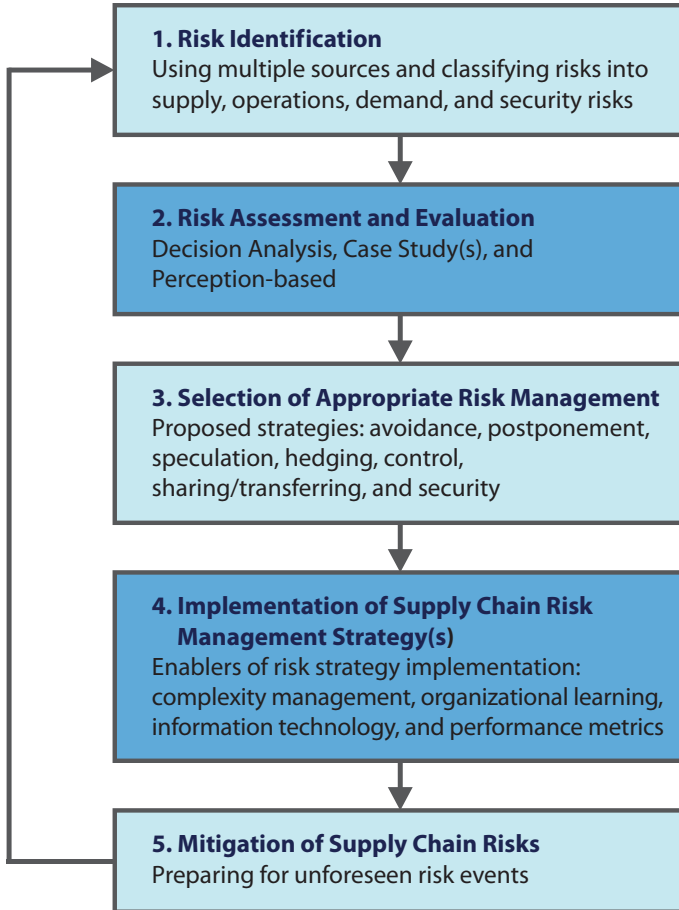 1. Risk Identification
Using multiple sources and classifying risks into
supply, operations, demand, and security risks
2. Risk Assessment and Evaluation
Decision Analysis, Case Study(s), and
Perception-based
3. Selection of Appropriate Risk Management
Proposed strategies: avoidance, postponement,
speculation, hedging, control,
sharing/transferring, and security
4. Implementation of Supply Chain Risk
Management Strategy(s)
Enablers of risk strategy implementation:
complexity management, organizational learning,
information technology, and performance metrics
5. Mitigation of Supply Chain Risks
Preparing for unforeseen risk events